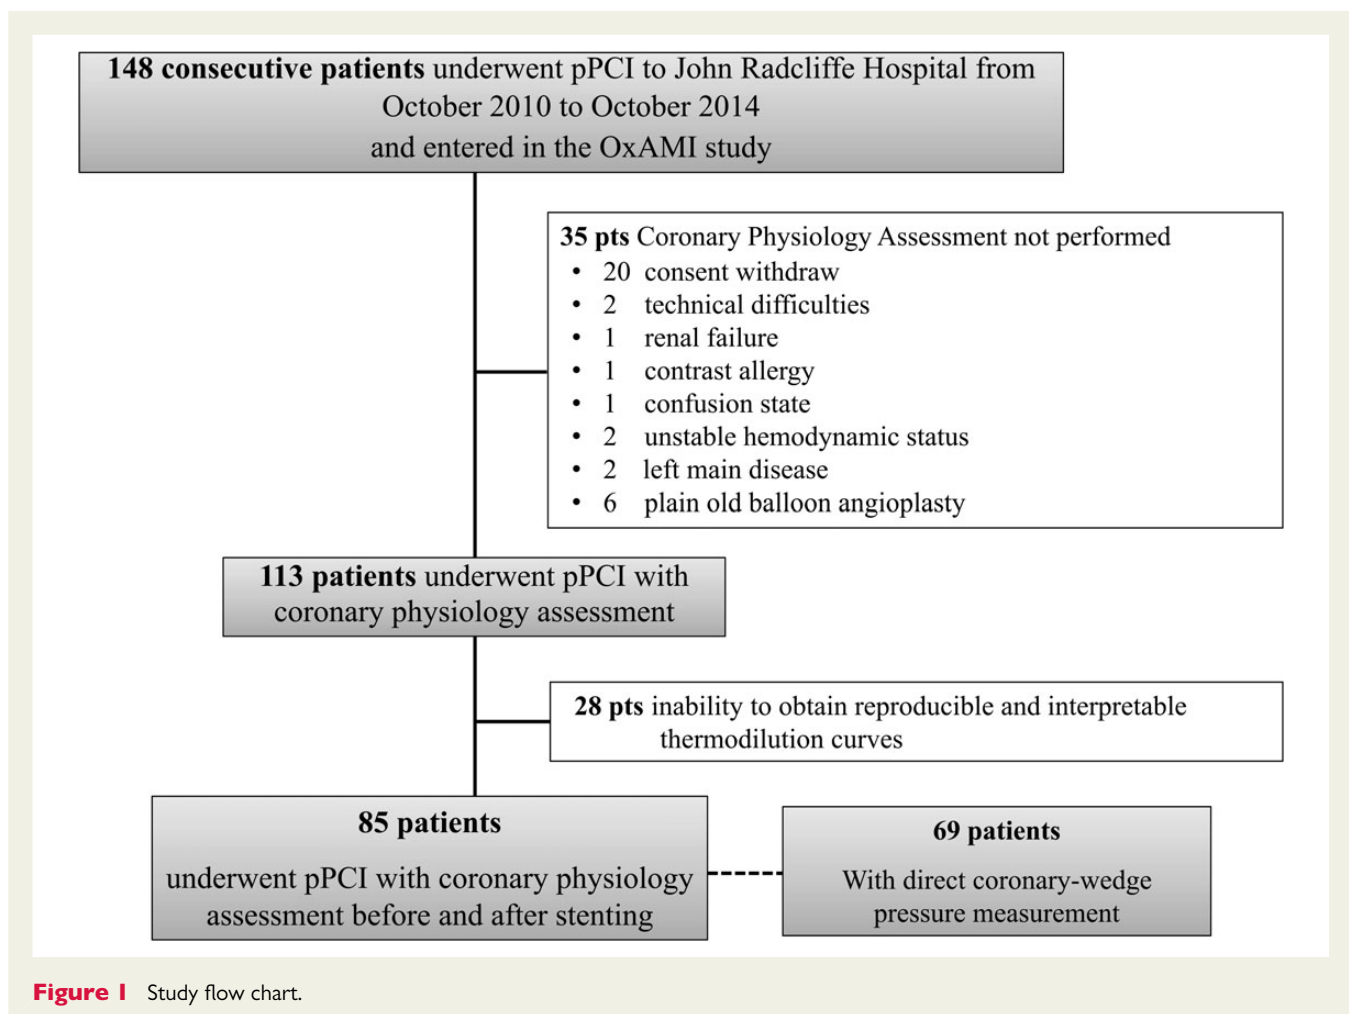 148 consecutive patients underwent pPCI to John Radcliffe Hospital from
October 2010 to October 2014
and entered in the OxAMI study
35 pts Coronary Physiology Assessment not performed
• 20 consent withdraw
• 2 technical difficulties
• 1 renal failure
• 1 contrast allergy
• 1 confusion state
• 2 unstable hemodynamic status
• 2 left main disease
• 6 plain old balloon angioplasty
113 patients underwent pPCI with
coronary physiology assessment
28 pts inability to obtain reproducible and interpretable
thermodilution curves
85 patients
underwent pPCI with coronary physiology
assessment before and after stenting
69 patients
With direct coronary-wedge
pressure measurement
Figure 1 Study flow chart.